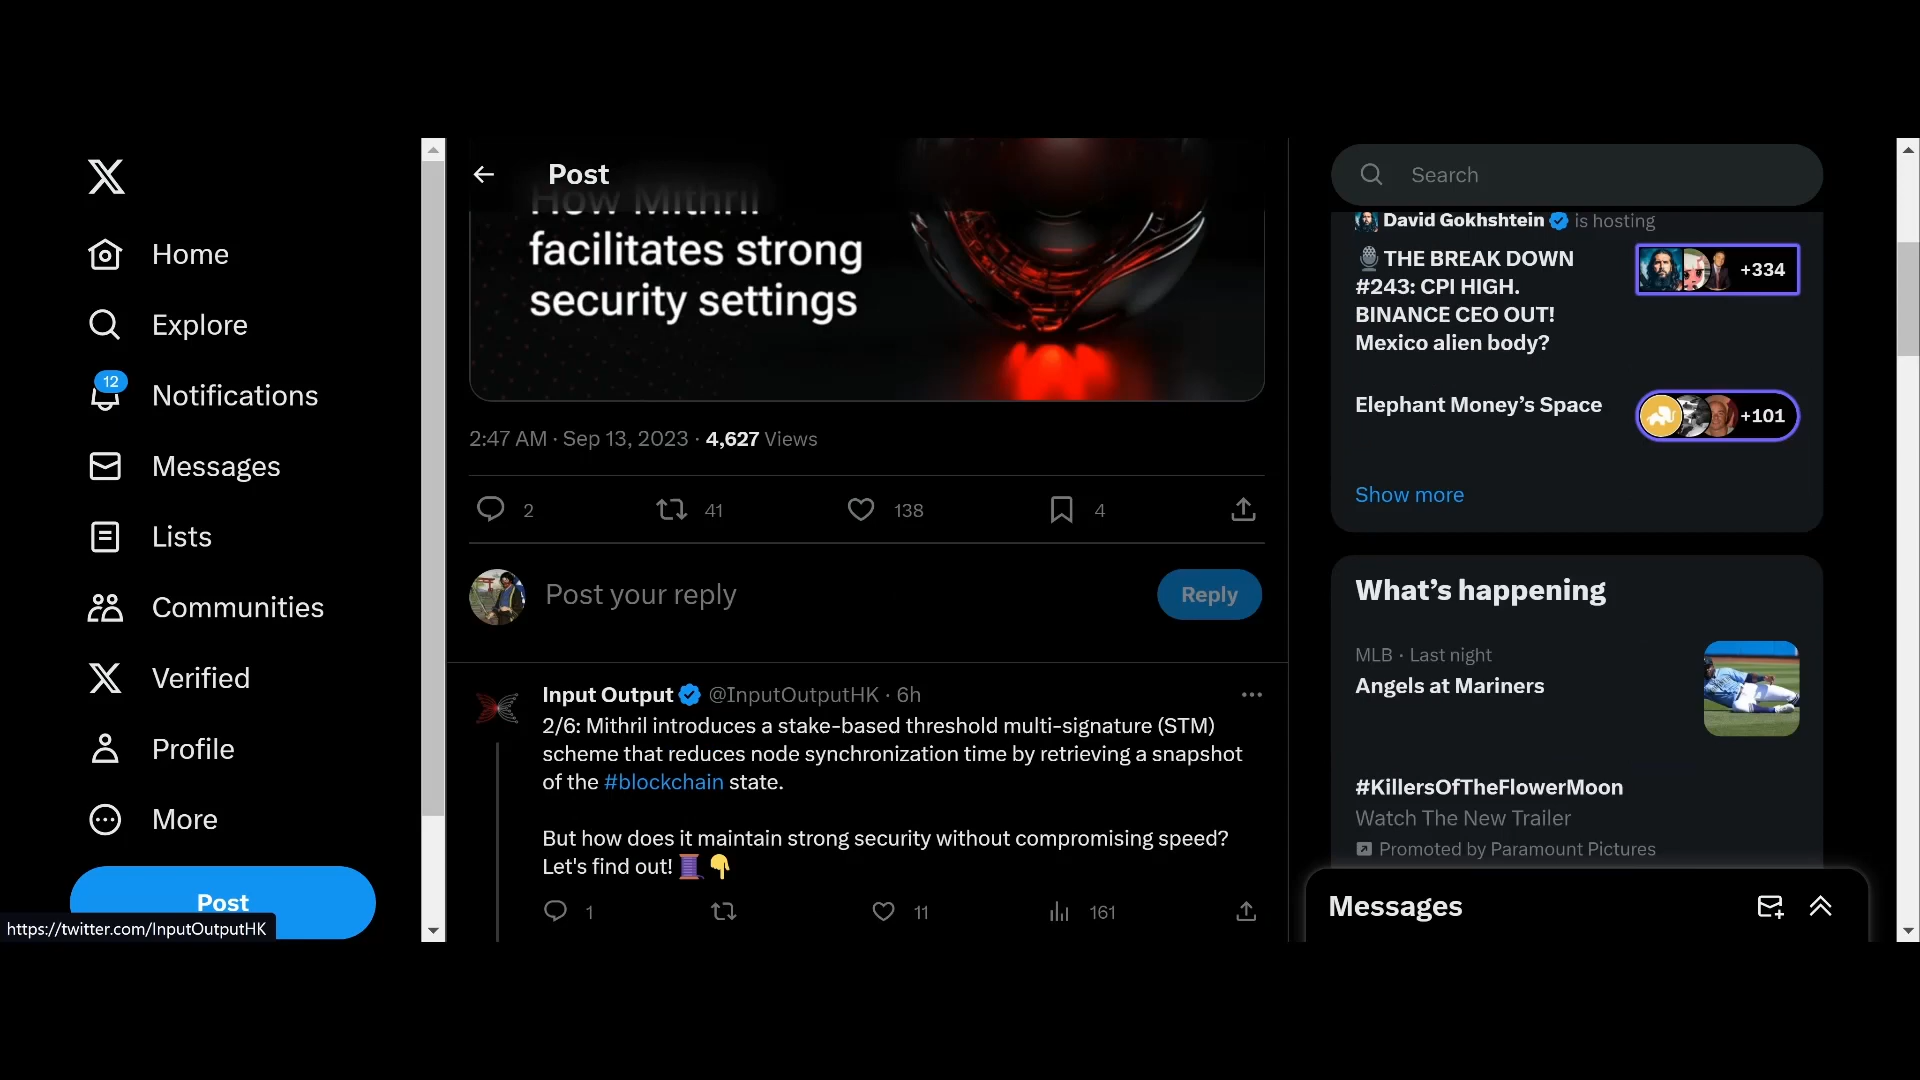 Home
Explore
12
Notifications
Messages
Lists
Communities
Verified
Profile
More
Post
https://twitter.com/InputOutputHK
Post
How Mithril
facilitates strong
security settings
2:47 AM · Sep 13, 2023 · 4,627 Views
2 41 138 4
Post your reply
Reply
Input Output @InputOutputHK · 6h
2/6: Mithril introduces a stake-based threshold multi-signature (STM)
scheme that reduces node synchronization time by retrieving a snapshot
of the #blockchain state.
But how does it maintain strong security without compromising speed?
Let's find out! 🧵👇
1 11 161
Search
David Gokhshtein is hosting
🎙️THE BREAK DOWN
#243: CPI HIGH.
BINANCE CEO OUT!
Mexico alien body?
+334
Elephant Money’s Space
+101
Show more
What’s happening
MLB · Last night
Angels at Mariners
#KillersOfTheFlowerMoon
Watch The New Trailer
Promoted by Paramount Pictures
Messages